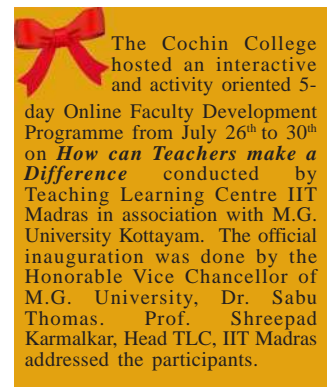 The Cochin College
hosted an interactive
and activity oriented 5-
day Online Faculty Development
Programme from July 26th to 30th
on How can Teachers make a
Difference conducted by
Teaching Learning Centre IIT
Madras in association with M.G.
University Kottayam. The official
inauguration was done by the
Honorable Vice Chancellor of
M.G. University, Dr. Sabu
Thomas. Prof. Shreepad
Karmalkar, Head TLC, IIT Madras
addressed the participants.